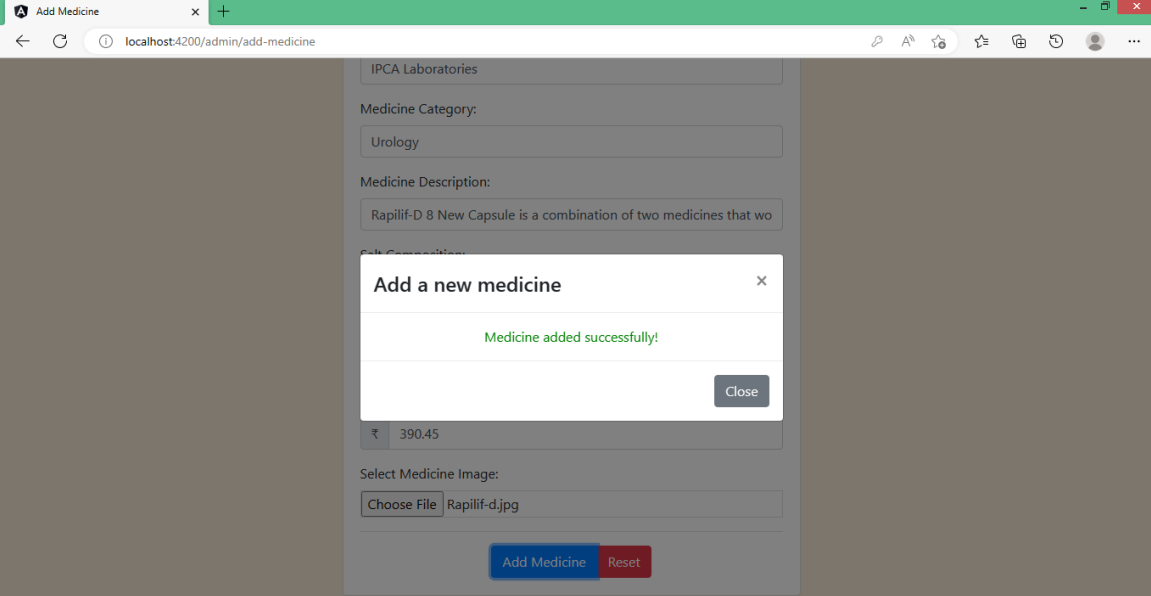 Add Medicine
localhost:4200/admin/add-medicine
IPCA Laboratories
Medicine Category:
Urology
Medicine Description:
Rapilif-D 8 New Capsule is a combination of two medicines that wo
Salt Composition:
Add a new medicine
×
Medicine added successfully!
Close
₹ 390.45
Select Medicine Image:
Choose File Rapilif-d.jpg
Add Medicine Reset